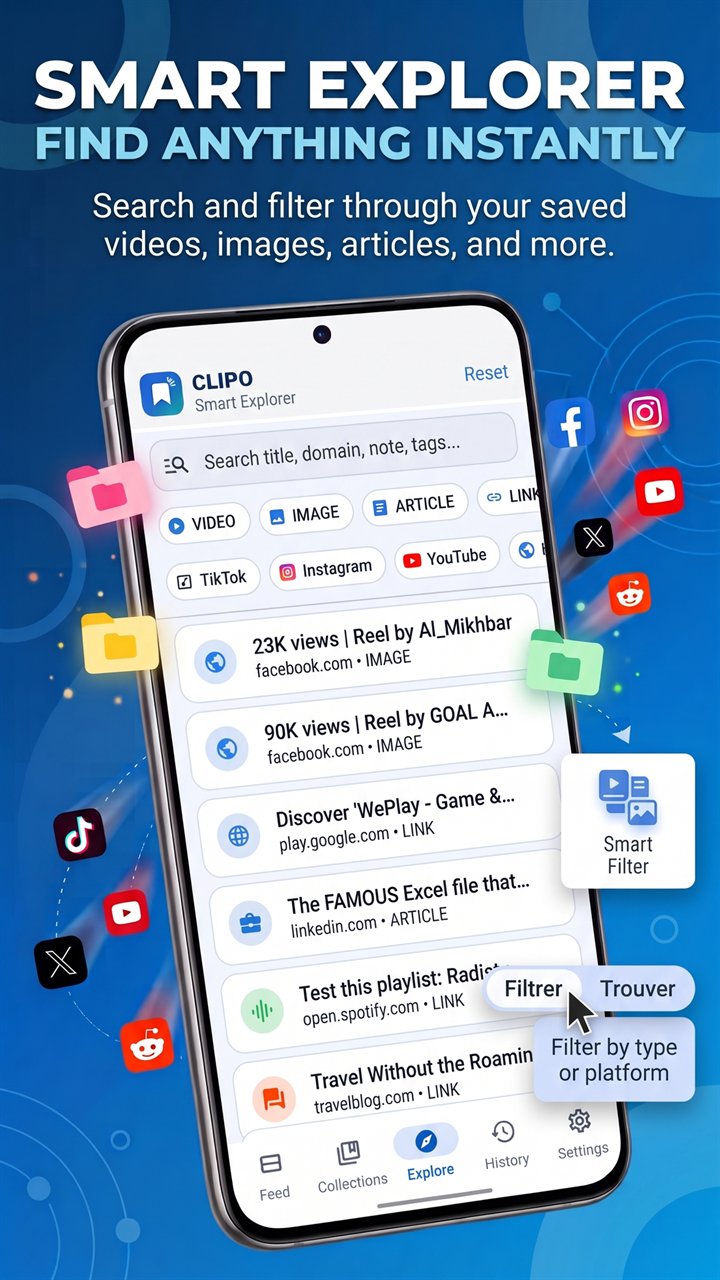 SMART EXPLORER
FIND ANYTHING INSTANTLY
Search and filter through your saved
videos, images, articles, and more.
CLIPO
Smart Explorer
Reset
Search title, domain, note, tags...
VIDEO
IMAGE
ARTICLE
LINK
TikTok
Instagram
YouTube
23K views | Reel by Al_Mikhbar
facebook.com • IMAGE
90K views | Reel by GOAL A...
facebook.com • IMAGE
Discover 'WePlay - Game &...
play.google.com • LINK
The FAMOUS Excel file that...
linkedin.com • ARTICLE
Test this playlist:
open.spotify.com • LINK
Travel Without the
travelblog.com • LINK
Smart
Filter
Filtrer
Trouver
Filter by type
or platform
Feed
Collections
Explore
History
Settings